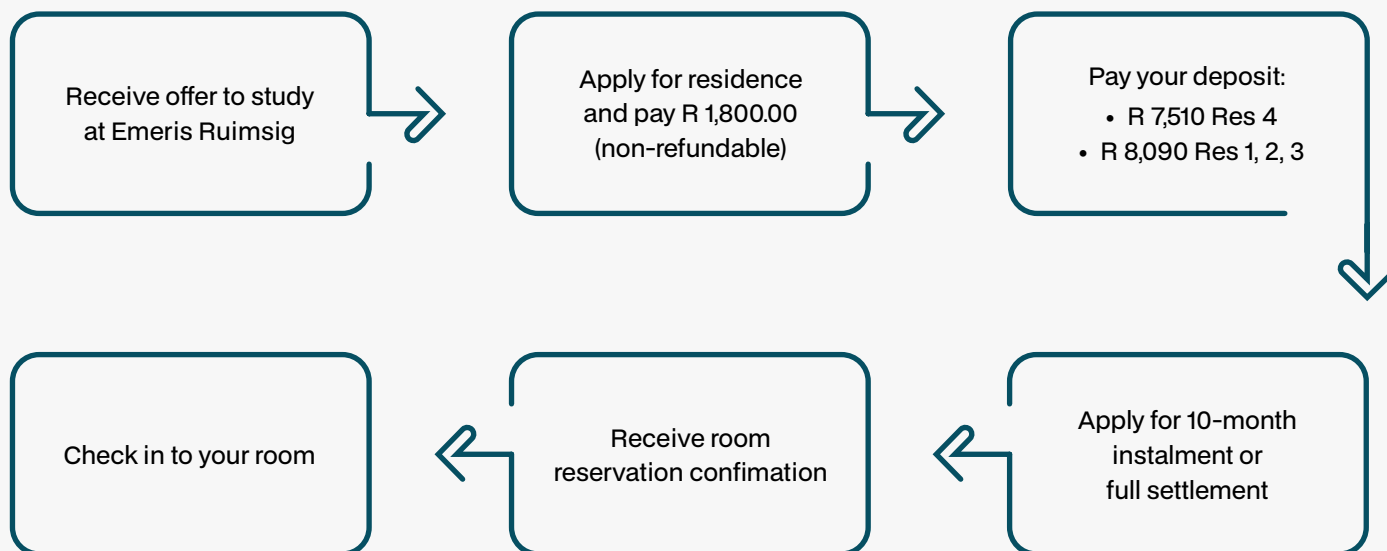 Receive offer to study
at Emeris Ruimsig
Apply for residence
and pay R 1,800.00
(non-refundable)
Pay your deposit:
• R 7,510 Res 4
• R 8,090 Res 1, 2, 3
Apply for 10-month
instalment or
full settlement
Receive room
reservation confimation
Check in to your room